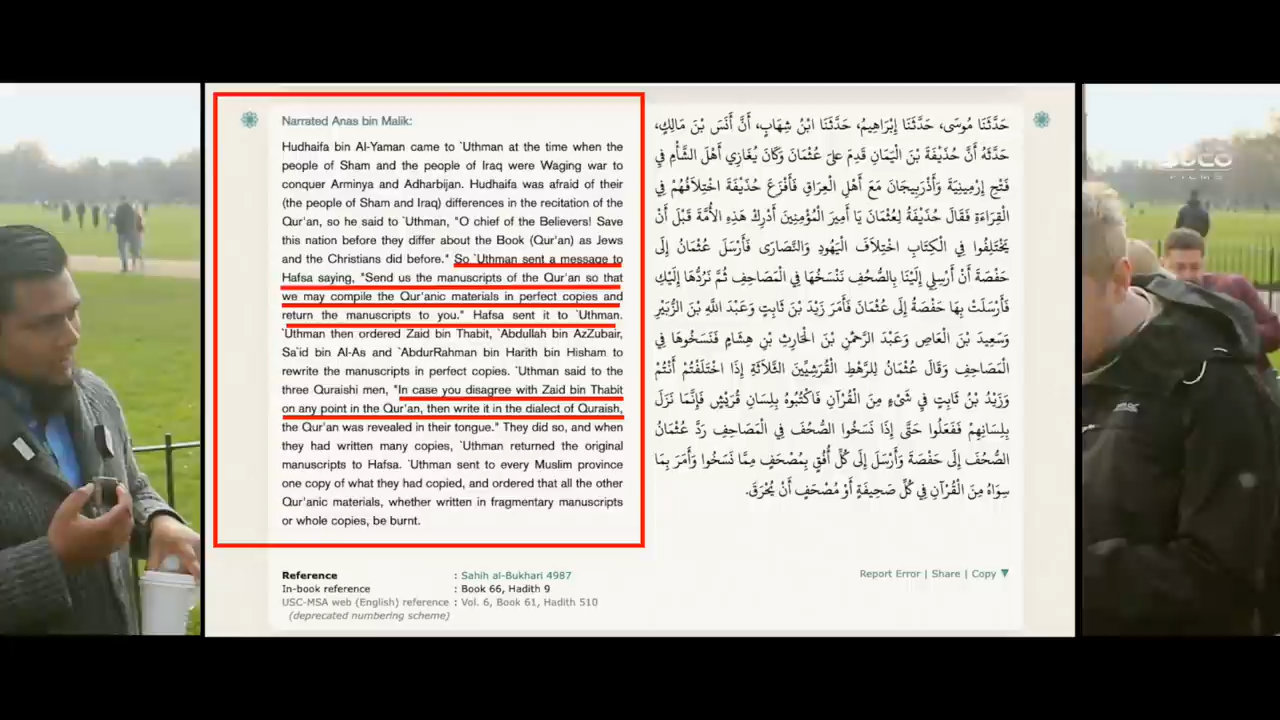 Narrated Anas bin Malik:
Hudhaifa bin Al-Yaman came to `Uthman at the time when the
people of Sham and the people of Iraq were Waging war to
conquer Arminya and Adharbijan. Hudhaifa was afraid of their
(the people of Sham and Iraq) differences in the recitation of the
Qur'an, so he said to `Uthman, "O chief of the Believers! Save
this nation before they differ about the Book (Qur'an) as Jews
and the Christians did before." So `Uthman sent a message to
Hafsa saying, "Send us the manuscripts of the Qur'an so that
we may compile the Qur'anic materials in perfect copies and
return the manuscripts to you." Hafsa sent it to `Uthman.
`Uthman then ordered Zaid bin Thabit, `Abdullah bin AzZubair,
Sa`id bin Al-As and `AbdurRahman bin Harith bin Hisham to
rewrite the manuscripts in perfect copies. `Uthman said to the
three Quraishi men, "In case you disagree with Zaid bin Thabit
on any point in the Qur'an, then write it in the dialect of Quraish,
the Qur'an was revealed in their tongue." They did so, and when
they had written many copies, `Uthman returned the original
manuscripts to Hafsa. `Uthman sent to every Muslim province
one copy of what they had copied, and ordered that all the other
Qur'anic materials, whether written in fragmentary manuscripts
or whole copies, be burnt.
حَدَّثَنَا مُوسَى، حَدَّثَنَا إِبْرَاهِيمُ، حَدَّثَنَا ابْنُ شِهَابٍ، أَنَّ أَنَسَ بْنَ مَالِكٍ،
حَدَّثَهُ أَنَّ حُذَيْفَةَ بْنَ الْيَمَانِ قَدِمَ عَلَى عُثْمَانَ وَكَانَ يُغَازِي أَهْلَ الشَّأْمِ فِي
فَتْحِ إِرْمِينِيَةَ وَأَذْرَبِيجَانَ مَعَ أَهْلِ الْعِرَاقِ فَأَفْزَعَ حُذَيْفَةَ اخْتِلاَفُهُمْ فِي
الْقِرَاءَةِ فَقَالَ حُذَيْفَةُ لِعُثْمَانَ يَا أَمِيرَ الْمُؤْمِنِينَ أَدْرِكْ هَذِهِ الأُمَّةَ قَبْلَ أَنْ
يَخْتَلِفُوا فِي الْكِتَابِ اخْتِلاَفَ الْيَهُودِ وَالنَّصَارَى فَأَرْسَلَ عُثْمَانُ إِلَى
حَفْصَةَ أَنْ أَرْسِلِي إِلَيْنَا بِالصُّحُفِ نَنْسَخُهَا فِي الْمَصَاحِفِ ثُمَّ نَرُدُّهَا إِلَيْكِ
فَأَرْسَلَتْ بِهَا حَفْصَةُ إِلَى عُثْمَانَ فَأَمَرَ زَيْدَ بْنَ ثَابِتٍ وَعَبْدَ اللَّهِ بْنَ الزُّبَيْرِ
وَسَعِيدَ بْنَ الْعَاصِ وَعَبْدَ الرَّحْمَنِ بْنَ الْحَارِثِ بْنِ هِشَامٍ فَنَسَخُوهَا فِي
الْمَصَاحِفِ وَقَالَ عُثْمَانُ لِلرَّهْطِ الْقُرَشِيِّينَ الثَّلاَثَةِ إِذَا اخْتَلَفْتُمْ أَنْتُمْ
وَزَيْدُ بْنُ ثَابِتٍ فِي شَىْءٍ مِنَ الْقُرْآنِ فَاكْتُبُوهُ بِلِسَانِ قُرَيْشٍ فَإِنَّمَا نَزَلَ
بِلِسَانِهِمْ فَفَعَلُوا حَتَّى إِذَا نَسَخُوا الصُّحُفَ فِي الْمَصَاحِفِ رَدَّ عُثْمَانُ
الصُّحُفَ إِلَى حَفْصَةَ وَأَرْسَلَ إِلَى كُلِّ أُفُقٍ بِمُصْحَفٍ مِمَّا نَسَخُوا وَأَمَرَ بِمَا
سِوَاهُ مِنَ الْقُرْآنِ فِي كُلِّ صَحِيفَةٍ أَوْ مُصْحَفٍ أَنْ يُحْرَقَ.
Reference : Sahih al-Bukhari 4987
In-book reference : Book 66, Hadith 9
USC-MSA web (English) reference : Vol. 6, Book 61, Hadith 510
(deprecated numbering scheme)
Report Error | Share | Copy ▼
FILMS